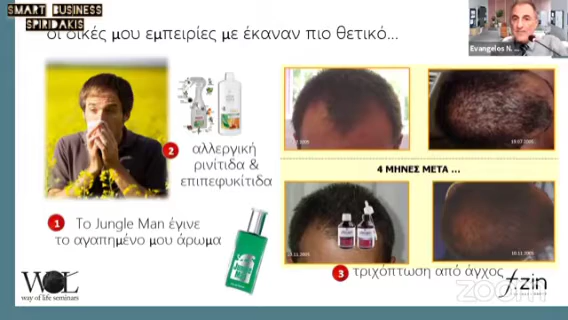 SMART BUSINESS
SPIRIDAKIS
οι δικές μου εμπειρίες με έκαναν πιο θετικό...
Evangelos N.
2
αλλεργική
ρινίτιδα &
επιπεφυκίτιδα
4 ΜΗΝΕΣ ΜΕΤΑ ...
1 Το Jungle Man έγινε
το αγαπημένο μου άρωμα
3 τριχόπτωση από άγχος
WOL
way of life seminars
f-zin
zoom